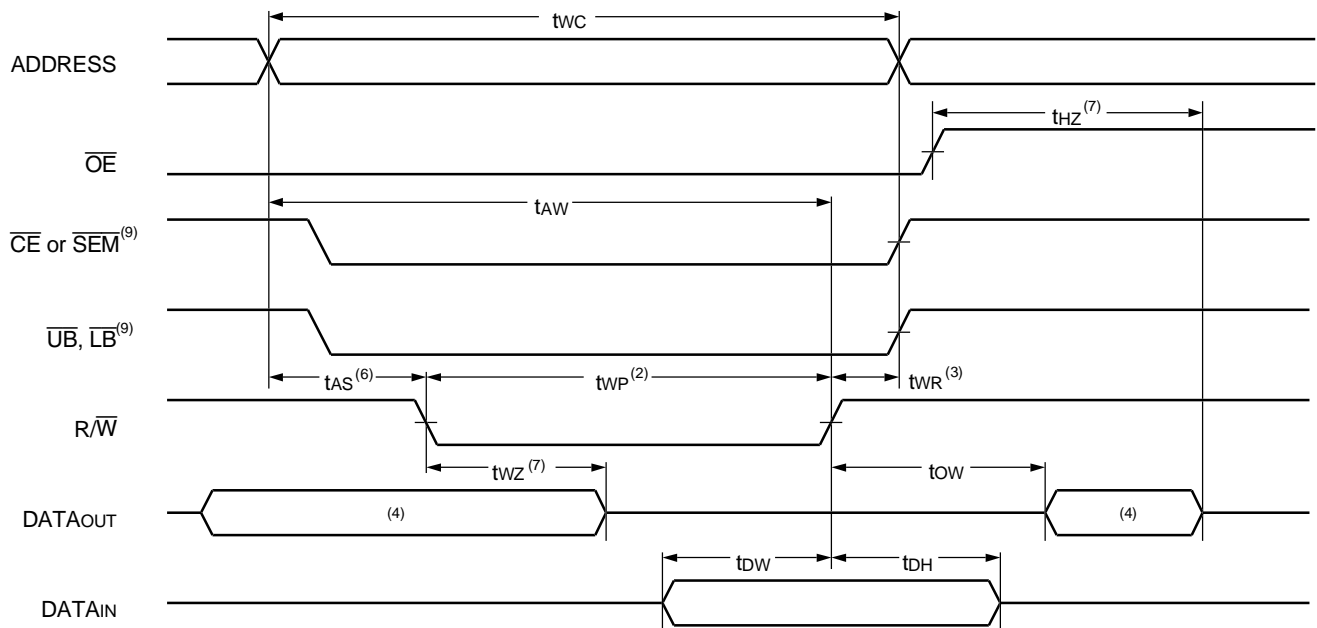 tWC
ADDRESS
tHZ(7)
OE
tAW
CE or SEM(9)
UB, LB(9)
tAS(6) tWP(2) tWR(3)
R/W
tWZ(7) tOW
DATAOUT (4) (4)
tDW tDH
DATAIN